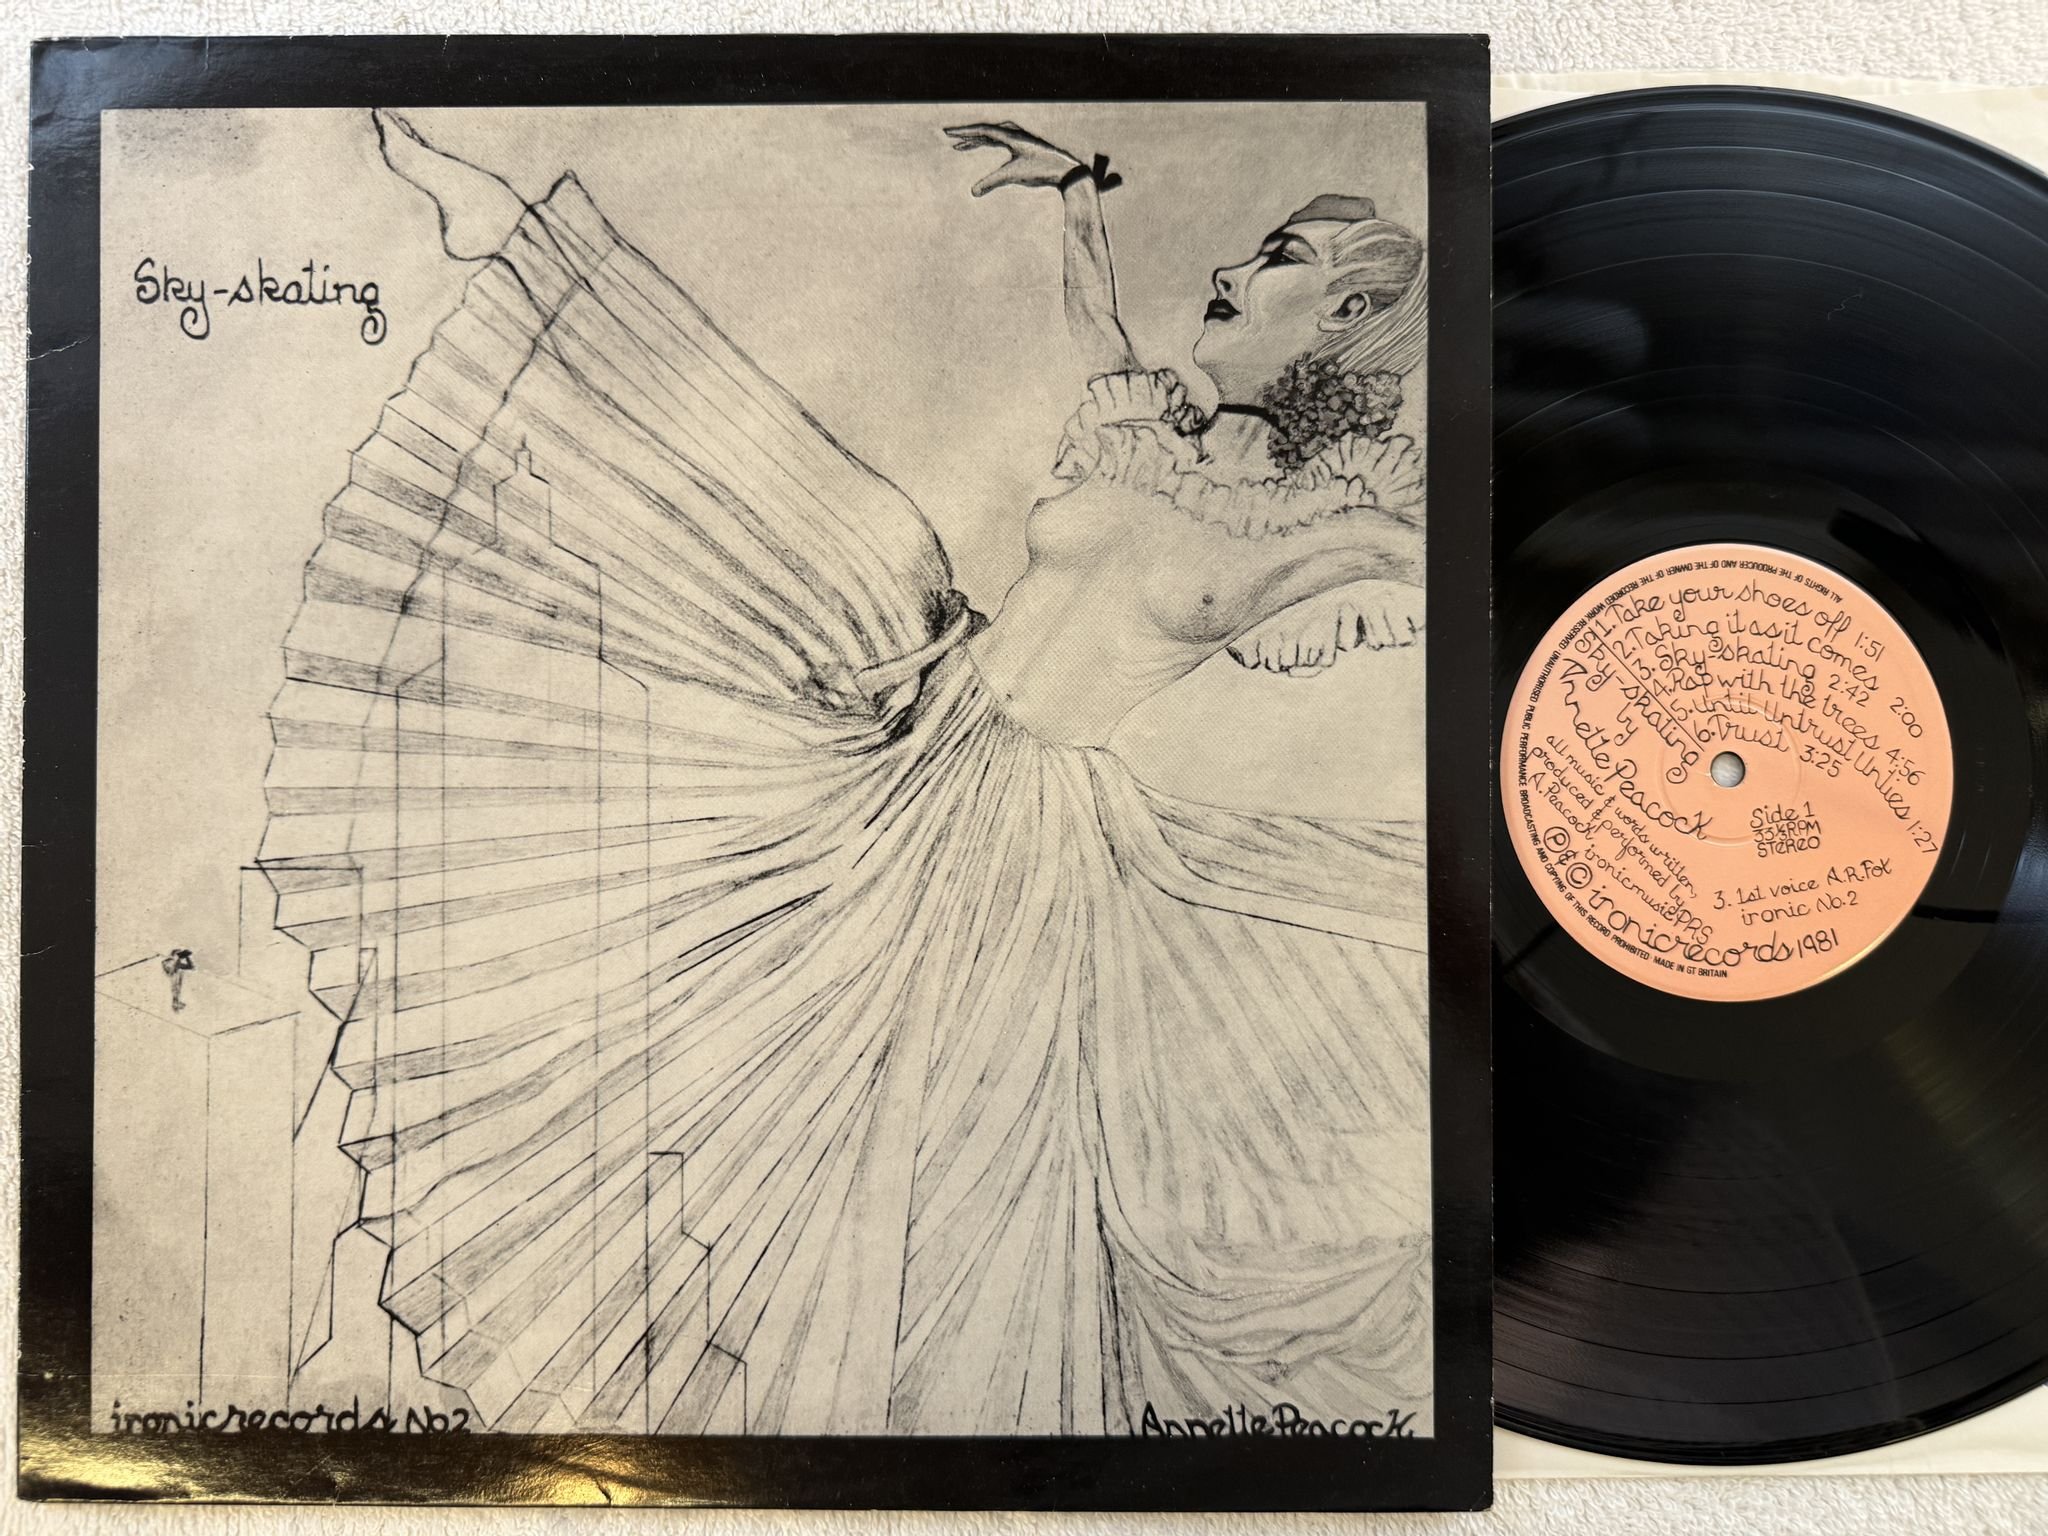 Sky-skating
ironicrecords No.2
Annette Peacock
ALL RIGHTS OF THE PRODUCER AND OF THE OWNER OF THE RECORDED WORK RESERVED. UNAUTHORISED PUBLIC PERFORMANCE BROADCASTING AND COPYING OF THIS RECORD PROHIBITED. MADE IN GT BRITAIN
1. Take your shoes off 1:51
2. Taking it as it comes 2:00
3. Sky-skating 2:42
4. Rap with the trees 4:56
5. Until Untrust Unties 1:27
6. Trust 3:25
Sky-skating
by
Annette Peacock
all music & words written,
produced & performed by
A. Peacock ironicmusic/PRS
Side 1
33⅓RPM
STEREO
3. 1st voice A.R.Fox
ironic No.2
℗&© ironicrecords 1981